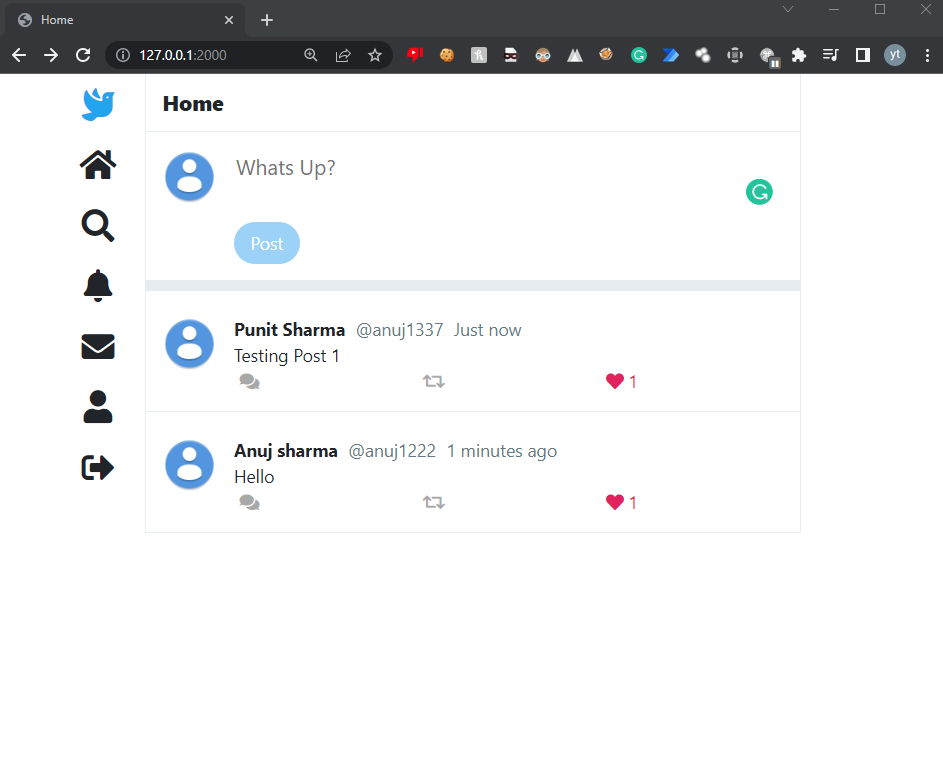 Home
127.0.0.1:2000
yt
Home
Whats Up?
Post
Punit Sharma @anuj1337 Just now
Testing Post 1
1
Anuj sharma @anuj1222 1 minutes ago
Hello
1